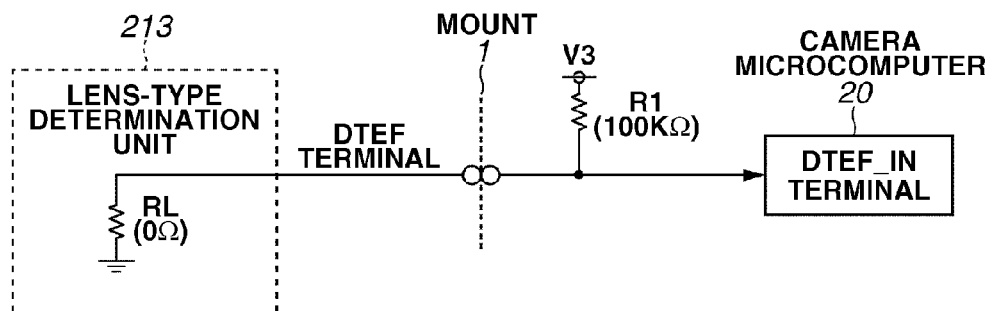 213
LENS-TYPE
DETERMINATION
UNIT
RL
(0Ω)
DTEF
TERMINAL
MOUNT
1
V3
R1
(100KΩ)
CAMERA
MICROCOMPUTER
20
DTEF_IN
TERMINAL